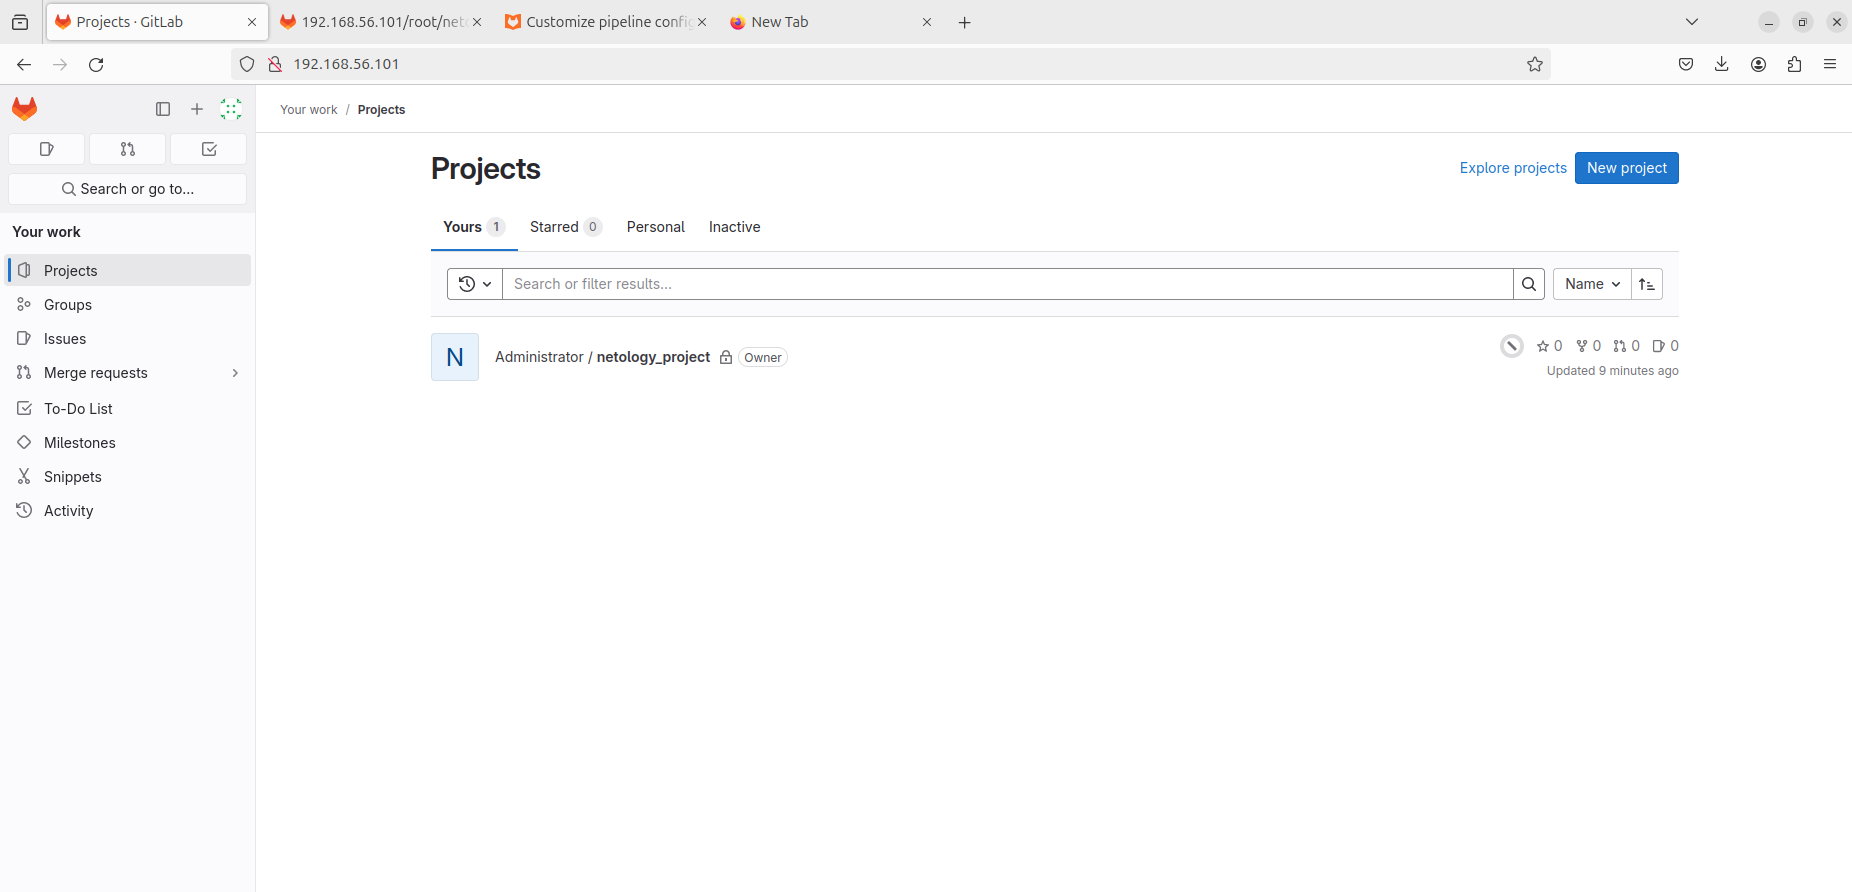 Projects · GitLab
192.168.56.101/root/net
Customize pipeline config
New Tab
192.168.56.101
Your work / Projects
Search or go to...
Your work
Projects
Groups
Issues
Merge requests
To-Do List
Milestones
Snippets
Activity
Projects
Explore projects
New project
Yours 1
Starred 0
Personal
Inactive
Search or filter results...
Name
N
Administrator / netology_project
Owner
0 0 0 0
Updated 9 minutes ago